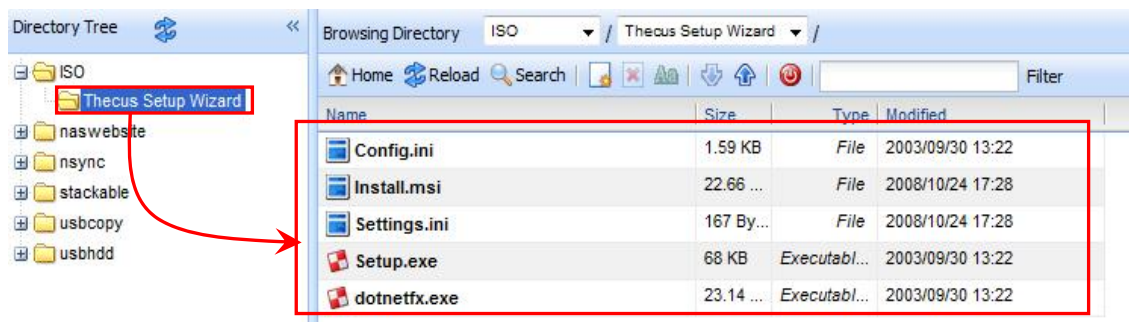 Directory Tree
Browsing Directory ISO / Thecus Setup Wizard /
ISO
Thecus Setup Wizard
naswebsite
nsync
stackable
usbcopy
usbhdd
Home Reload Search Aa Filter
Name Size Type Modified
Config.ini 1.59 KB File 2003/09/30 13:22
Install.msi 22.66 ... File 2008/10/24 17:28
Settings.ini 167 By... File 2008/10/24 17:28
Setup.exe 68 KB Executabl... 2003/09/30 13:22
dotnetfx.exe 23.14 ... Executabl... 2003/09/30 13:22